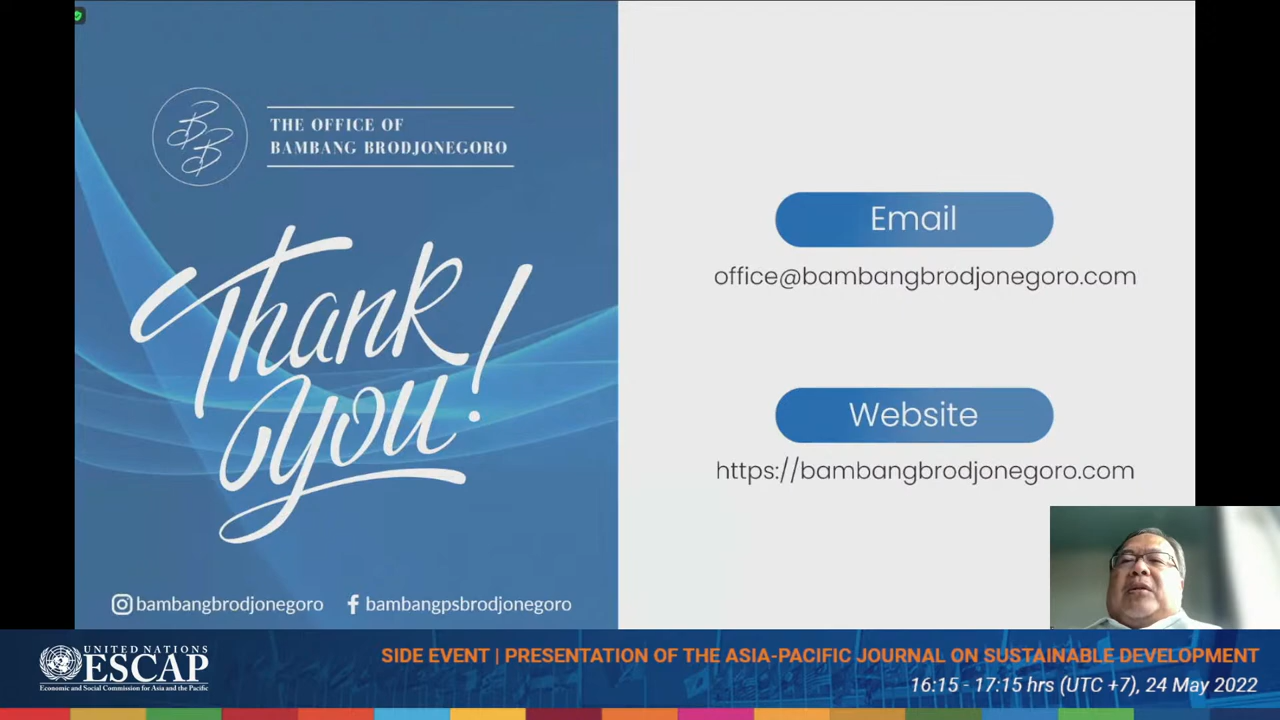 THE OFFICE OF
BAMBANG BRODJONEGORO
Thank
you!
bambangbrodjonegoro
bambangpsbrodjonegoro
Email
office@bambangbrodjonegoro.com
Website
https://bambangbrodjonegoro.com
UNITED NATIONS
ESCAP
Economic and Social Commission for Asia and the Pacific
SIDE EVENT | PRESENTATION OF THE ASIA-PACIFIC JOURNAL ON SUSTAINABLE DEVELOPMENT
16:15 - 17:15 hrs (UTC +7), 24 May 2022